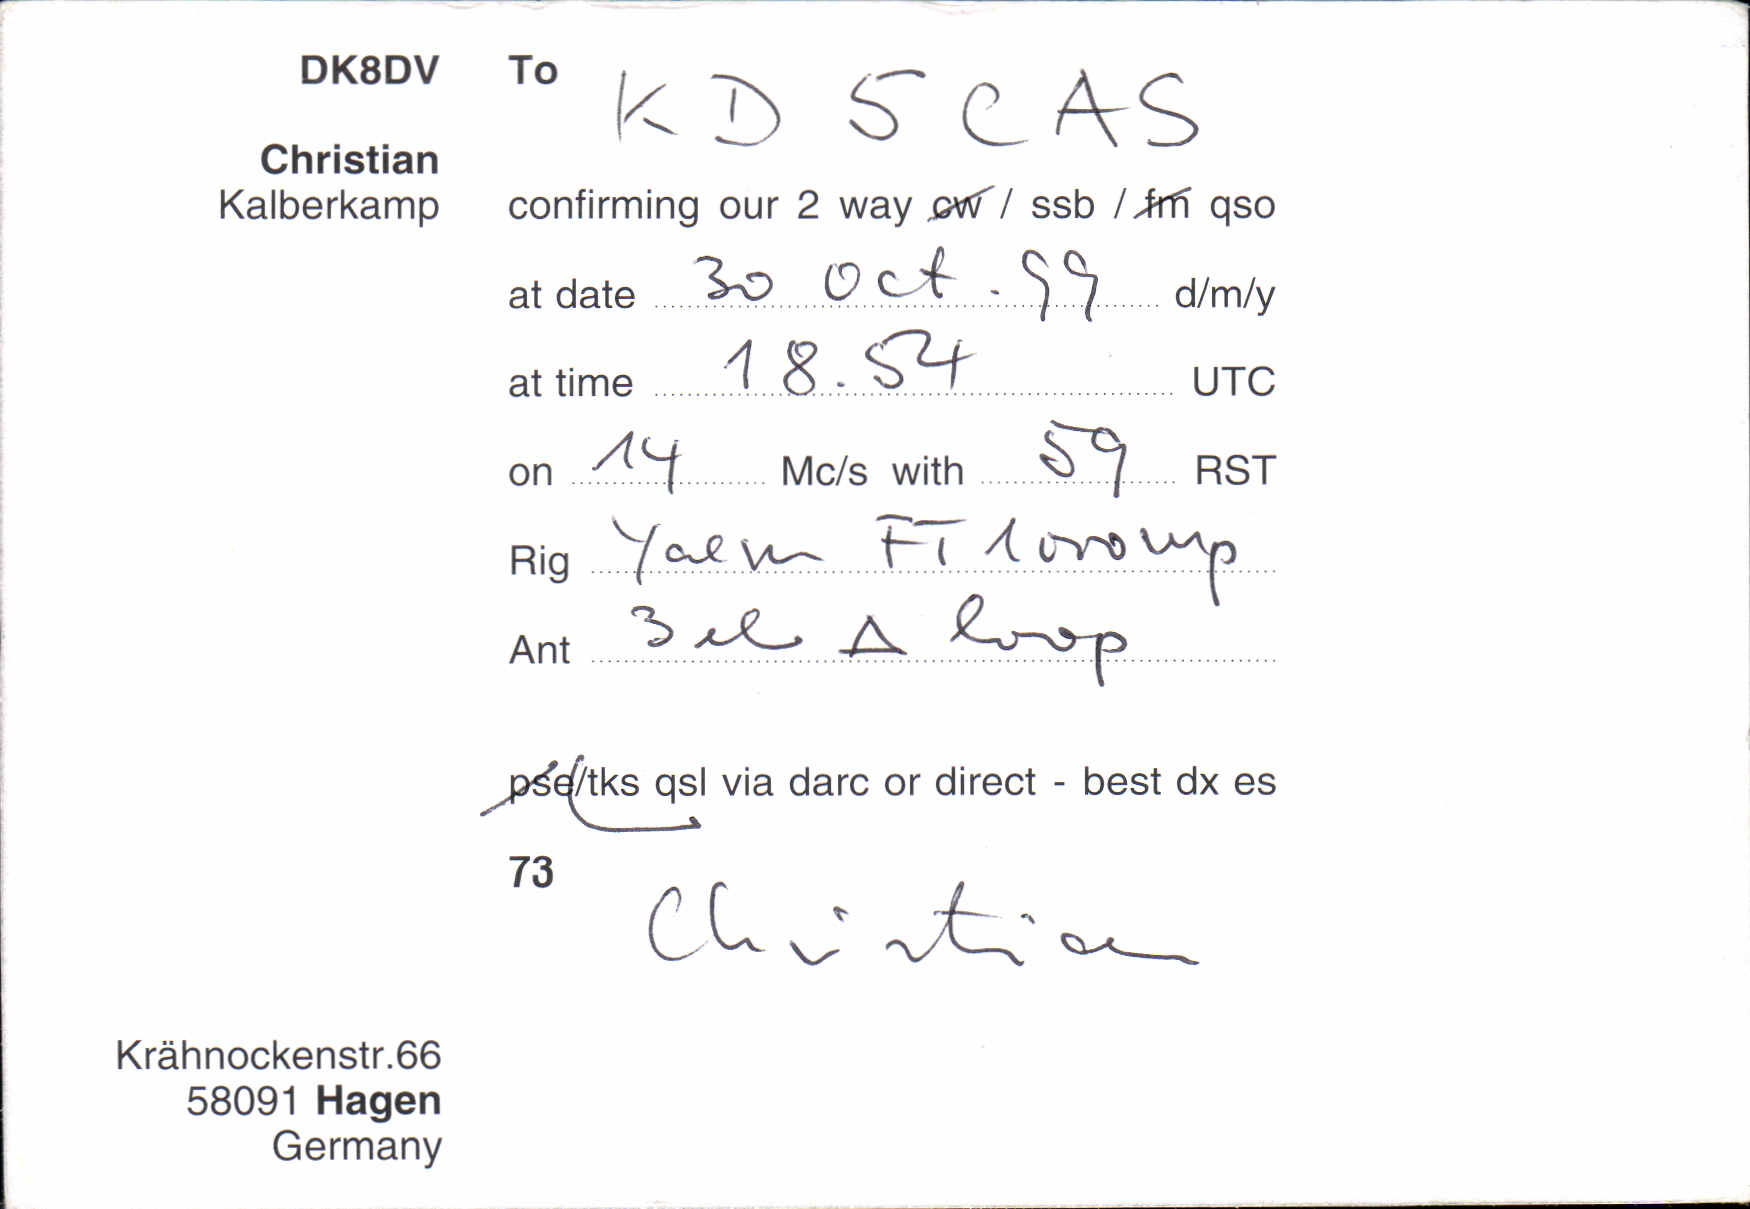 DK8DV
Christian
Kalberkamp
To KD5CAS
confirming our 2 way cw / ssb / fm qso
at date 30 Oct. 99 d/m/y
at time 18.54 UTC
on 14 Mc/s with 59 RST
Rig Yaesu FT 1000mp
Ant 3 el Δ loop
pse/tks qsl via darc or direct - best dx es
73
Christian
Krähnockenstr.66
58091 Hagen
Germany